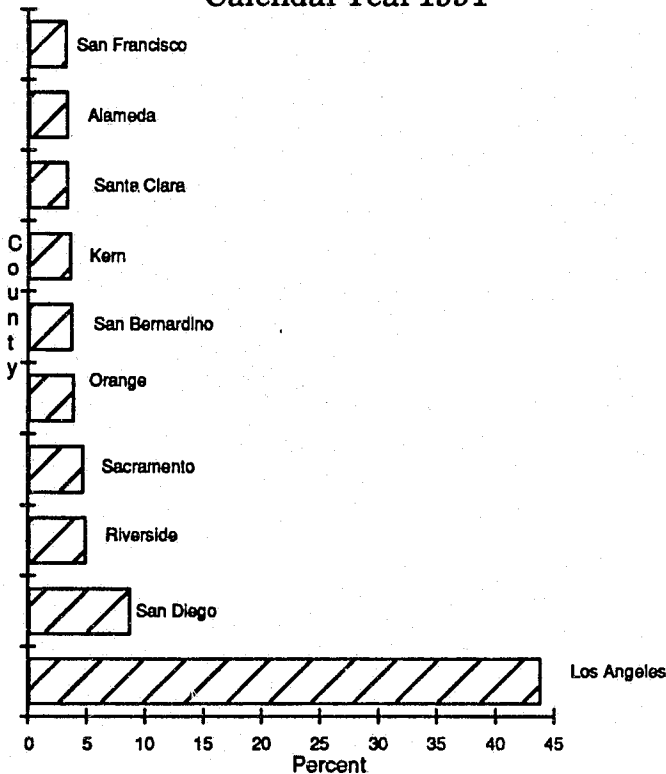 Calendar Year 1991
San Francisco
Alameda
Santa Clara
Kern
County
San Bernardino
Orange
Sacramento
Riverside
San Diego
Los Angeles
0 5 10 15 20 25 30 35 40 45
Percent